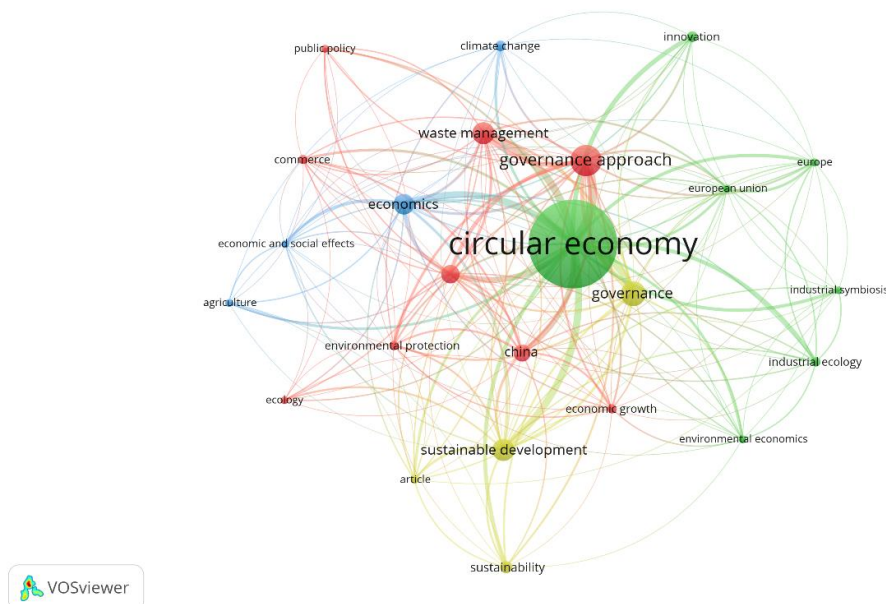 innovation
public policy
climate change
waste management
governance approach
commerce
europe
european union
economics
circular economy
economic and social effects
governance
industrial symbiosis
agriculture
environmental protection
china
industrial ecology
ecology
economic growth
environmental economics
sustainable development
article
sustainability
VOSviewer